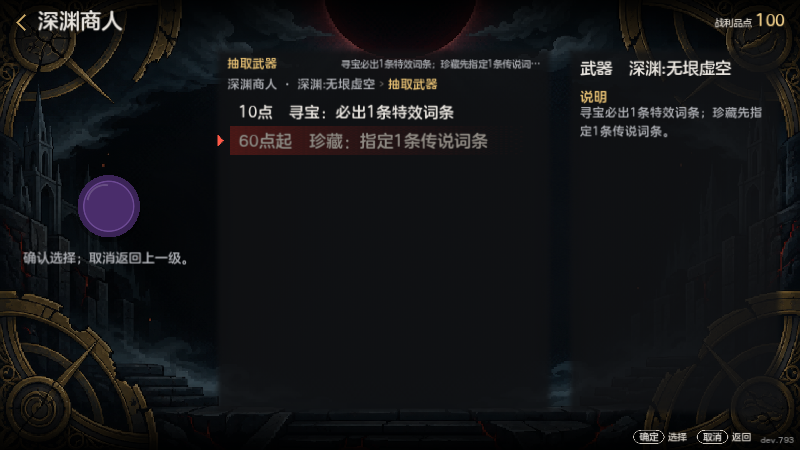 深渊商人
战利品点 100
抽取武器
寻宝必出1条特效词条；珍藏先指定1条传说词…
深渊商人 · 深渊:无垠虚空 > 抽取武器
10点 寻宝：必出1条特效词条
60点起 珍藏：指定1条传说词条
确认选择；取消返回上一级。
武器 深渊:无垠虚空
说明
寻宝必出1条特效词条；珍藏先指
定1条传说词条。
确定 选择 取消 返回
dev.793